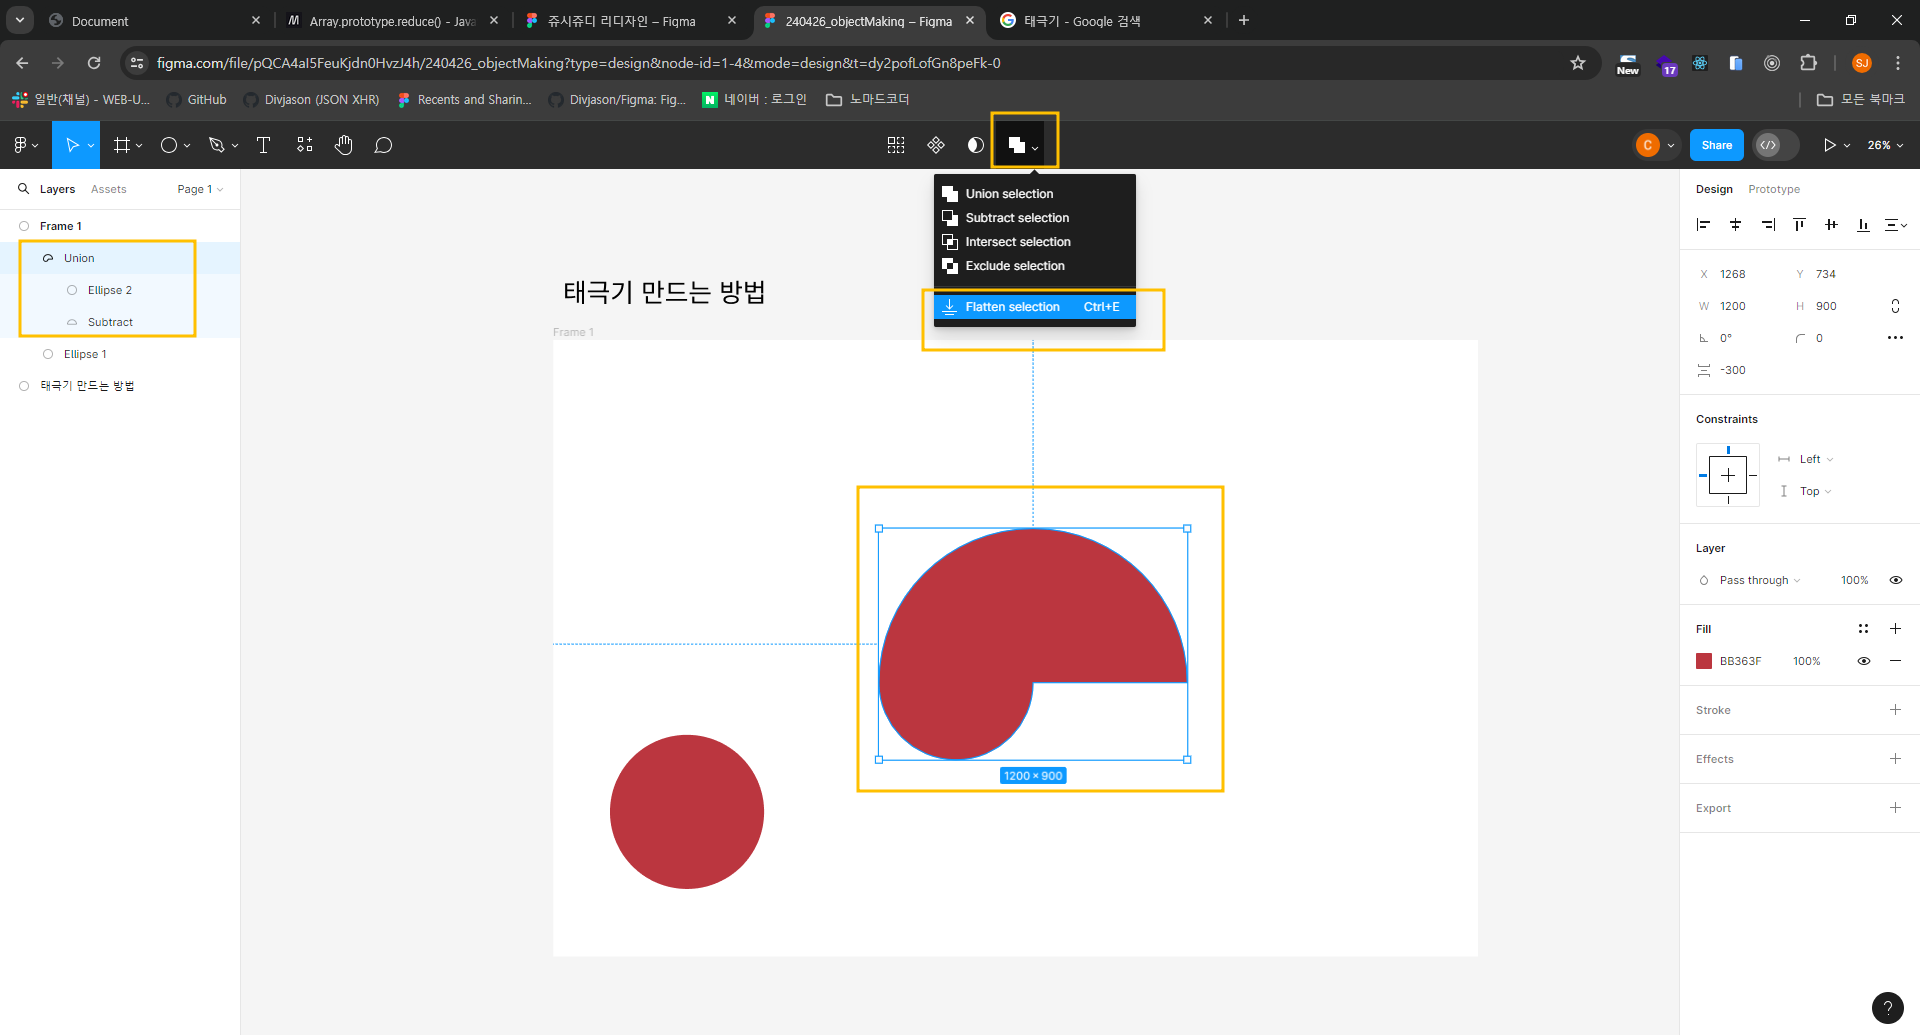 Document
Array.prototype.reduce() - Java
쥬시쥬디 리디자인 – Figma
240426_objectMaking – Figma
태극기 - Google 검색
figma.com/file/pQCA4aI5FeuKjdn0HvzJ4h/240426_objectMaking?type=design&node-id=1-4&mode=design&t=dy2pofLofGn8peFk-0
New
17
SJ
일반(채널) - WEB-U...
GitHub
Divjason (JSON XHR)
Recents and Sharin...
Divjason/Figma: Fig...
N
네이버 : 로그인
노마드코더
모든 북마크
C
Share
26%
Layers
Assets
Page 1
Frame 1
Union
Ellipse 2
Subtract
Ellipse 1
태극기 만드는 방법
Union selection
Subtract selection
Intersect selection
Exclude selection
Flatten selection Ctrl+E
태극기 만드는 방법
Frame 1
1200 × 900
Design
Prototype
X 1268
Y 734
W 1200
H 900
0°
0
-300
Constraints
Left
Top
Layer
Pass through
100%
Fill
BB363F
100%
Stroke
Effects
Export
?